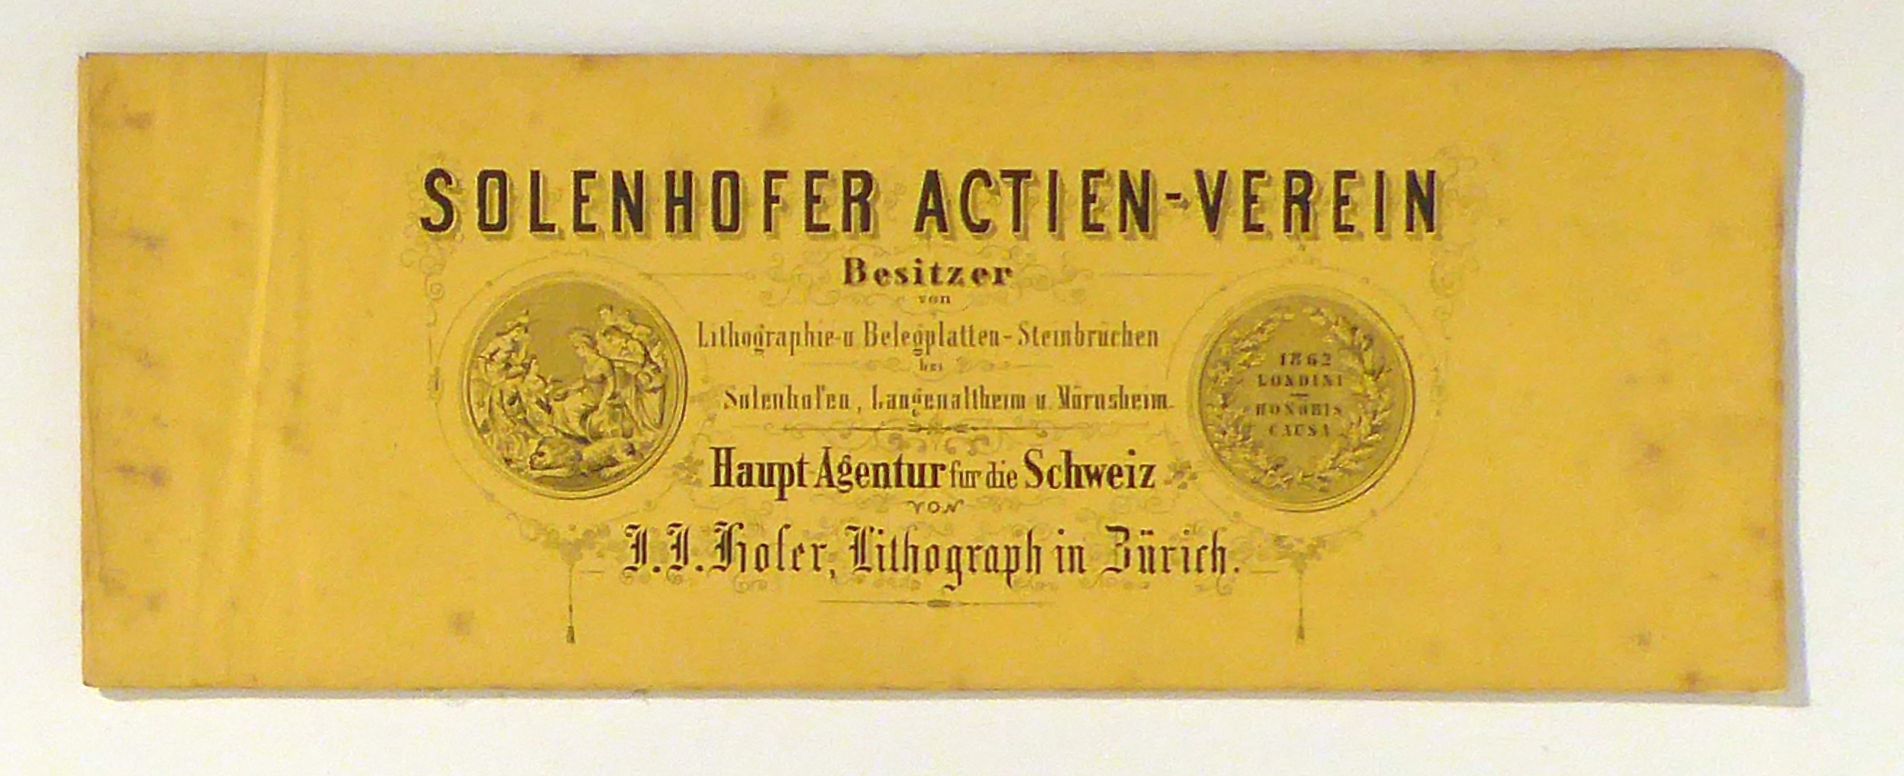 SOLENHOFER ACTIEN-VEREIN
Besitzer
von
Lithographie-u Belegplatten-Steinbrüchen
bei
Solenhofen, Langenaltheim u. Mörnsheim
1862
LONDINI
HONORIS
CAUSA
Haupt-Agentur für die Schweiz
VON
J. J. Hofer, Lithograph in Zürich.